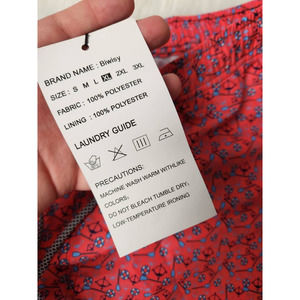 BRAND NAME : Biwisy
SIZE : S M L XL 2XL 3XL
FABRIC : 100% POLYESTER
LINING : 100% POLYESTER
LAUNDRY GUIDE
PRECAUTIONS:
MACHINE WASH WARM WITHLIKE
COLORS;
DO NOT BLEACH TUMBLE DRY,
LOW-TEMPERATURE IRONING